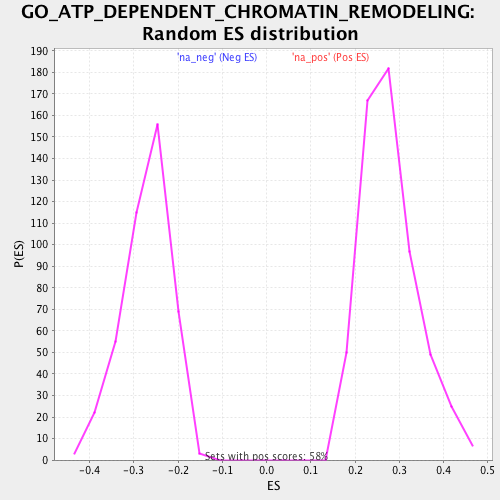 GO_ATP_DEPENDENT_CHROMATIN_REMODELING:
Random ES distribution
'na_neg' (Neg ES) 'na_pos' (Pos ES)
190
180
170
160
150
140
130
120
110
100
90
80
70
60
50
40
30
20
10
0
P(ES)
Sets with pos scores: 58%
-0.4 -0.3 -0.2 -0.1 0.0 0.1 0.2 0.3 0.4 0.5
ES